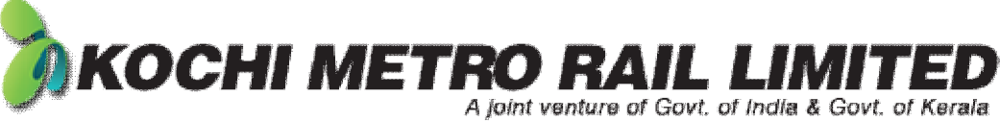 KOCHI METRO RAIL LIMITED
A joint venture of Govt. of India & Govt. of Kerala